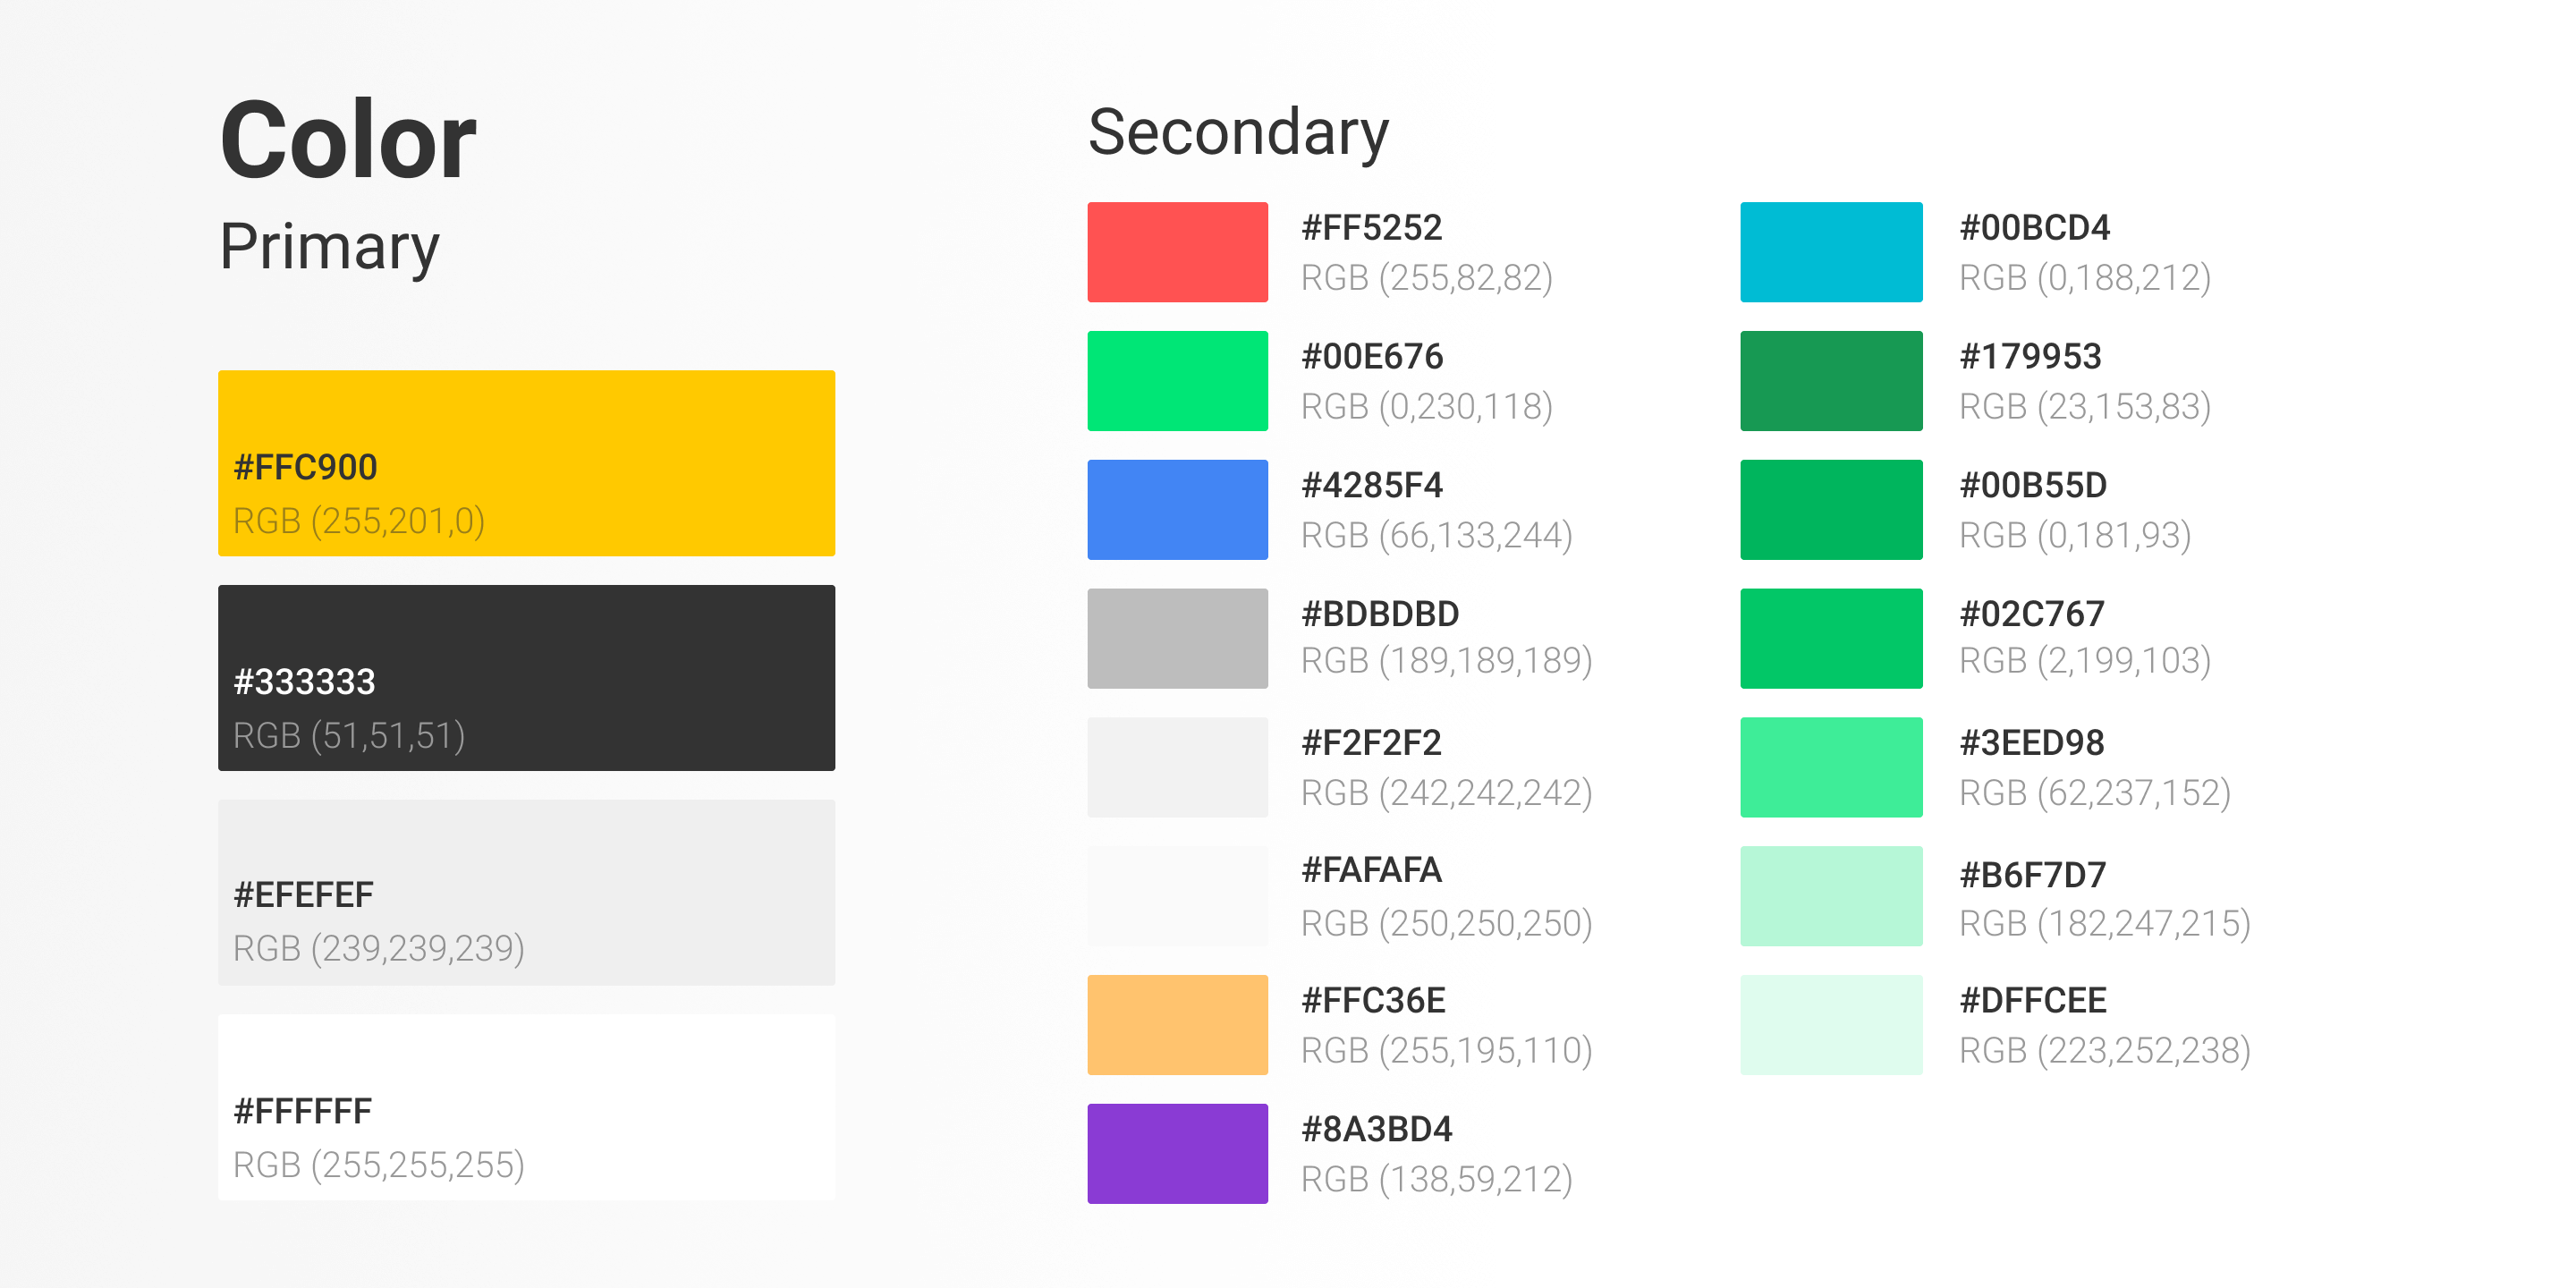 Color
Primary
#FFC900
RGB (255,201,0)
#333333
RGB (51,51,51)
#EFEFEF
RGB (239,239,239)
#FFFFFF
RGB (255,255,255)
Secondary
#FF5252
RGB (255,82,82)
#00E676
RGB (0,230,118)
#4285F4
RGB (66,133,244)
#BDBDBD
RGB (189,189,189)
#F2F2F2
RGB (242,242,242)
#FAFAFA
RGB (250,250,250)
#FFC36E
RGB (255,195,110)
#8A3BD4
RGB (138,59,212)
#00BCD4
RGB (0,188,212)
#179953
RGB (23,153,83)
#00B55D
RGB (0,181,93)
#02C767
RGB (2,199,103)
#3EED98
RGB (62,237,152)
#B6F7D7
RGB (182,247,215)
#DFFCEE
RGB (223,252,238)